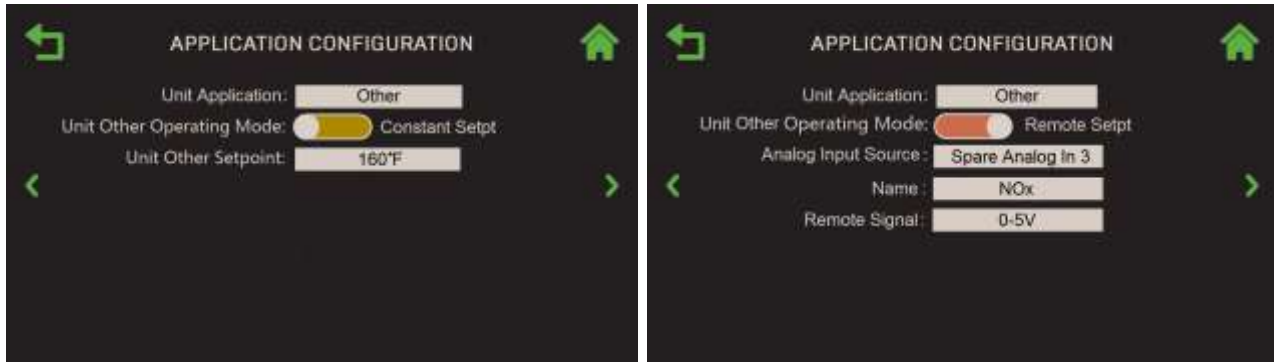 APPLICATION CONFIGURATION
Unit Application: Other
Unit Other Operating Mode: Constant Setpt
Unit Other Setpoint: 160°F
APPLICATION CONFIGURATION
Unit Application: Other
Unit Other Operating Mode: Remote Setpt
Analog Input Source: Spare Analog In 3
Name: NOx
Remote Signal: 0-5V